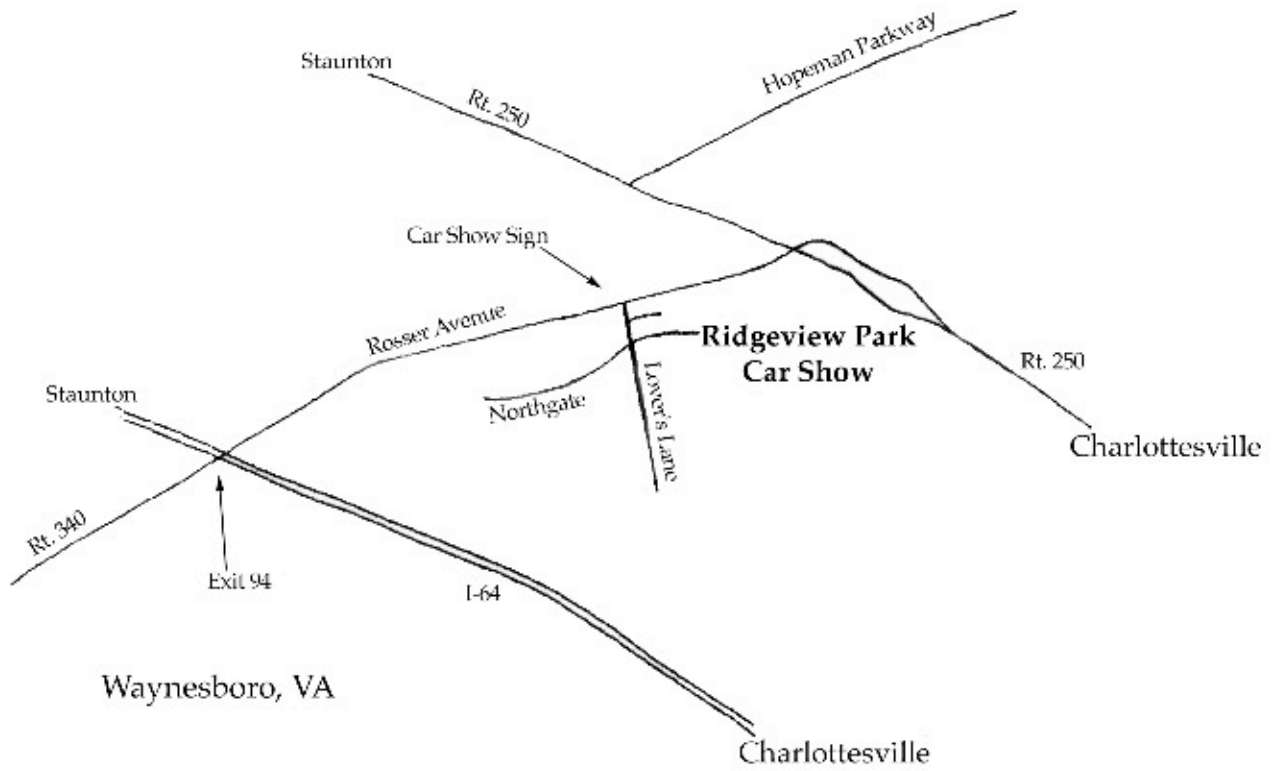 Staunton
Rt. 250
Hopeman Parkway
Car Show Sign
Rosser Avenue
Ridgeview Park
Car Show
Rt. 250
Staunton
Northgate
Lover's Lane
Charlottesville
Rt. 340
Exit 94
I-64
Waynesboro, VA
Charlottesville